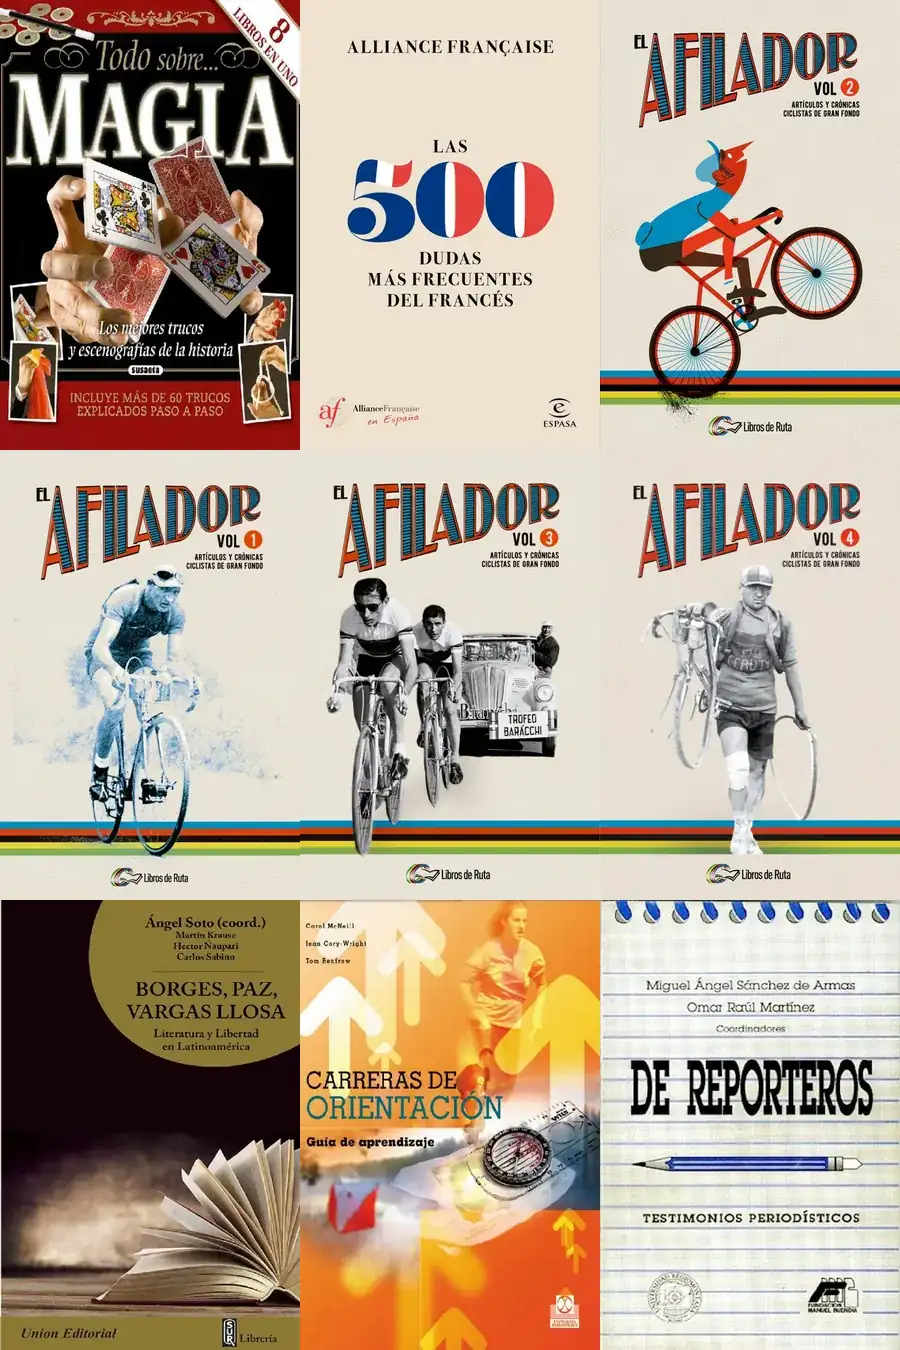 8
LIBROS EN UNO
Todo sobre...
MAGIA
Los mejores trucos
y escenografías de la historia
susaeta
INCLUYE MÁS DE 60 TRUCOS
EXPLICADOS PASO A PASO
ALLIANCE FRANÇAISE
LAS
500
DUDAS
MÁS FRECUENTES
DEL FRANCÉS
af AllianceFrançaise
en España
e
ESPASA
EL
AFILADOR
VOL 2
ARTÍCULOS Y CRÓNICAS
CICLISTAS DE GRAN FONDO
Libros de Ruta
EL
AFILADOR
VOL 1
ARTÍCULOS Y CRÓNICAS
CICLISTAS DE GRAN FONDO
Libros de Ruta
EL
AFILADOR
VOL 3
ARTÍCULOS Y CRÓNICAS
CICLISTAS DE GRAN FONDO
TROFEO
BARACCHI
Libros de Ruta
EL
AFILADOR
VOL 4
ARTÍCULOS Y CRÓNICAS
CICLISTAS DE GRAN FONDO
Libros de Ruta
Ángel Soto (coord.)
Martín Krause
Hector Ñaupari
Carlos Sabino
BORGES, PAZ,
VARGAS LLOSA
Literatura y Libertad
en Latinoamérica
Union Editorial
SUR Librería
Carol McNeill
Jean Cory-Wright
Tom Renfrew
CARRERAS DE
ORIENTACIÓN
Guía de aprendizaje
EDITORIAL
PAIDOTRIBO
Miguel Ángel Sánchez de Armas
Omar Raúl Martínez
Coordinadores
DE REPORTEROS
TESTIMONIOS PERIODÍSTICOS
FUNDACION
MANUEL BUENDIA